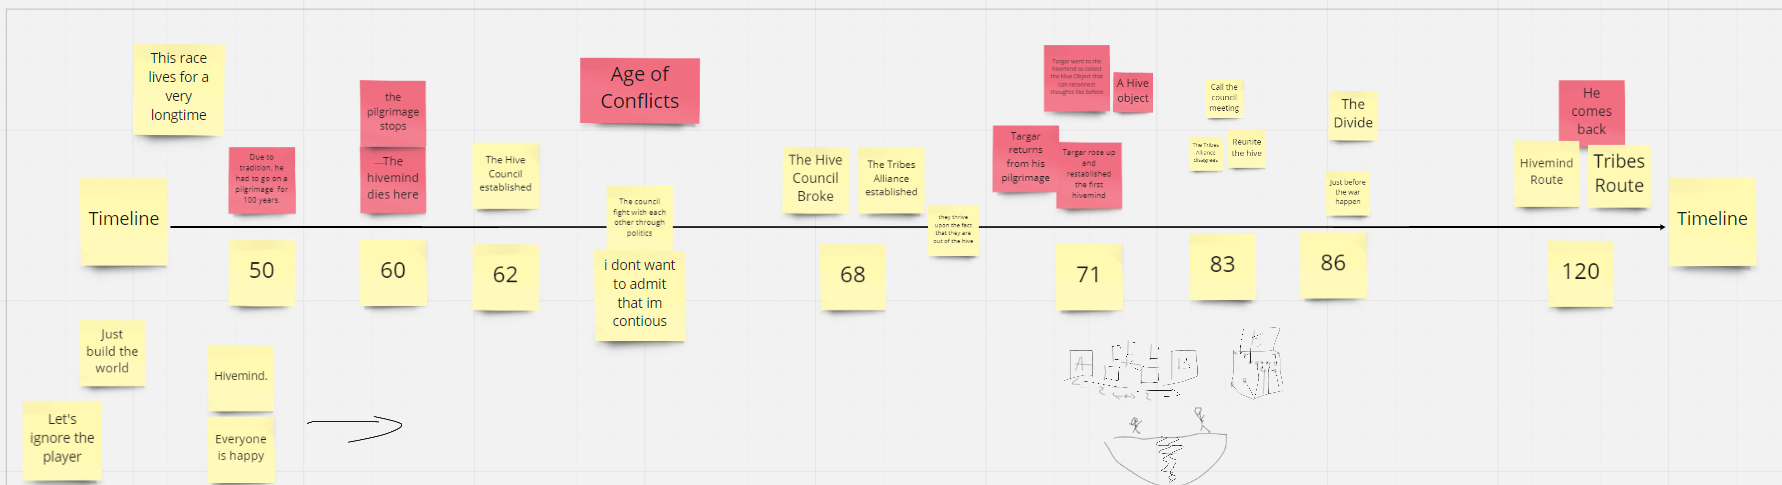 This race
lives for a
very
longtime
Timeline
Due to
tradition, he
had to go on a
pilgrimage for
100 years.
50
the
pilgrimage
stops
The
hivemind
dies here
60
The Hive
Council
established
62
Age of
Conflicts
The council
fight with each
other through
politics
i dont want
to admit
that im
contious
The Hive
Council
Broke
The Tribes
Alliance
established
they thrive
upon the fact
that they are
out of the hive
68
Targar went to the
hivemind to collect
the Hive Object that
can reconnect
thoughts like before
A Hive
object
Targar
returns
from his
pilgrimage
Targar rose up
and
restablished
the first
hivemind
71
Call the
council
meeting
The Tribes
Alliance
disagrees
Reunite
the hive
83
The
Divide
Just before
the war
happen
86
He
comes
back
Hivemind
Route
Tribes
Route
120
Timeline
Just
build the
world
Let's
ignore the
player
Hivemind.
Everyone
is happy
A